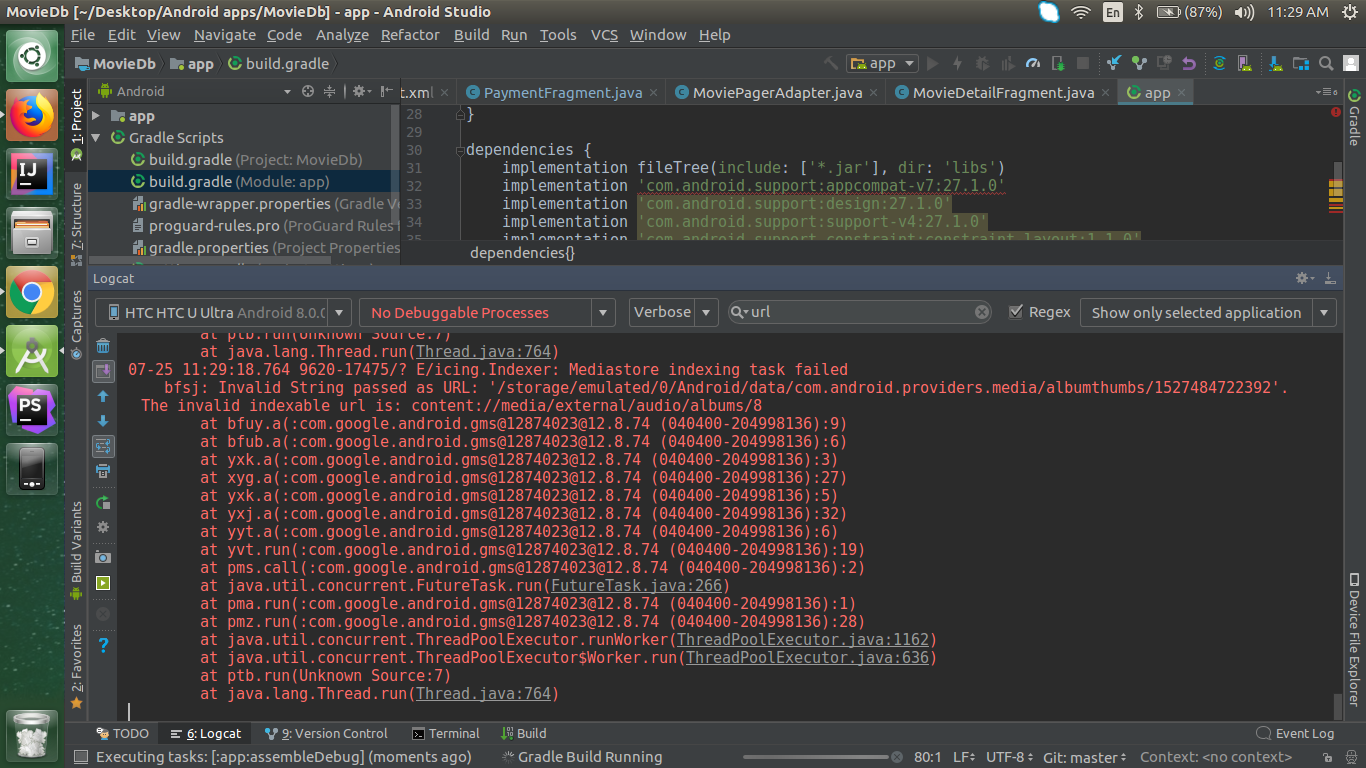 MovieDb [~/Desktop/Android apps/MovieDb] - app - Android Studio
En
(87%)
11:29 AM
File Edit View Navigate Code Analyze Refactor Build Run Tools VCS Window Help
MovieDb app build.gradle
app
Android
t.xml PaymentFragment.java MoviePagerAdapter.java MovieDetailFragment.java app
1: Project
7: Structure
Captures
Build Variants
2: Favorites
app
Gradle Scripts
build.gradle (Project: MovieDb)
build.gradle (Module: app)
gradle-wrapper.properties (Gradle Ve
proguard-rules.pro (ProGuard Rules f
gradle.properties (Project Properties
28 }
29
30 dependencies {
31 implementation fileTree(include: ['*.jar'], dir: 'libs')
32 implementation 'com.android.support:appcompat-v7:27.1.0'
33 implementation 'com.android.support:design:27.1.0'
34 implementation 'com.android.support:support-v4:27.1.0'
35 implementation 'com.android.support.constraint:constraint-layout:1.1.0'
dependencies{}
Gradle
Device File Explorer
Logcat
HTC HTC U Ultra Android 8.0.0
No Debuggable Processes
Verbose
url
Regex
Show only selected application
at ptb.run(Unknown Source:7)
at java.lang.Thread.run(Thread.java:764)
07-25 11:29:18.764 9620-17475/? E/icing.Indexer: Mediastore indexing task failed
bfsj: Invalid String passed as URL: '/storage/emulated/0/Android/data/com.android.providers.media/albumthumbs/1527484722392'.
The invalid indexable url is: content://media/external/audio/albums/8
at bfuy.a(:com.google.android.gms@12874023@12.8.74 (040400-204998136):9)
at bfub.a(:com.google.android.gms@12874023@12.8.74 (040400-204998136):6)
at yxk.a(:com.google.android.gms@12874023@12.8.74 (040400-204998136):3)
at xyg.a(:com.google.android.gms@12874023@12.8.74 (040400-204998136):27)
at yxk.a(:com.google.android.gms@12874023@12.8.74 (040400-204998136):5)
at yxj.a(:com.google.android.gms@12874023@12.8.74 (040400-204998136):32)
at yyt.a(:com.google.android.gms@12874023@12.8.74 (040400-204998136):6)
at yvt.run(:com.google.android.gms@12874023@12.8.74 (040400-204998136):19)
at pms.call(:com.google.android.gms@12874023@12.8.74 (040400-204998136):2)
at java.util.concurrent.FutureTask.run(FutureTask.java:266)
at pma.run(:com.google.android.gms@12874023@12.8.74 (040400-204998136):1)
at pmz.run(:com.google.android.gms@12874023@12.8.74 (040400-204998136):28)
at java.util.concurrent.ThreadPoolExecutor.runWorker(ThreadPoolExecutor.java:1162)
at java.util.concurrent.ThreadPoolExecutor$Worker.run(ThreadPoolExecutor.java:636)
at ptb.run(Unknown Source:7)
at java.lang.Thread.run(Thread.java:764)
TODO 6: Logcat 9: Version Control Terminal Build Event Log
Executing tasks: [:app:assembleDebug] (moments ago) Gradle Build Running 80:1 LF UTF-8 Git: master Context: <no context>
IJ
PS